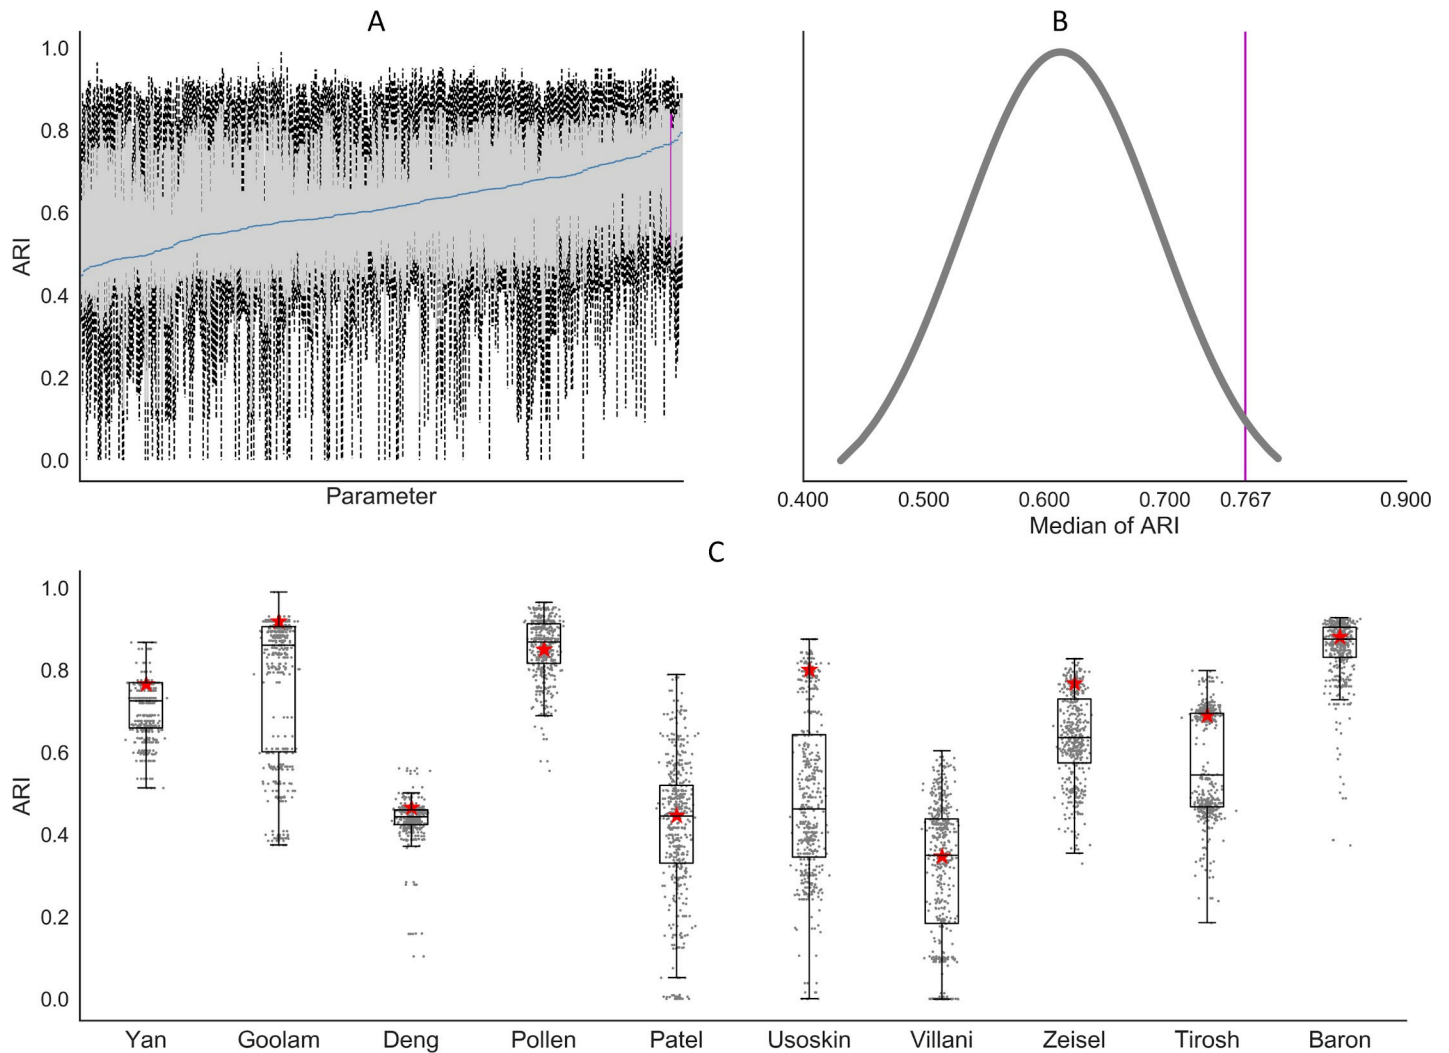 A
1.0
0.8
0.6
0.4
0.2
0.0
ARI
Parameter
B
0.400 0.500 0.600 0.700 0.767 0.900
Median of ARI
C
1.0
0.8
0.6
0.4
0.2
0.0
ARI
Yan Goolam Deng Pollen Patel Usoskin Villani Zeisel Tirosh Baron